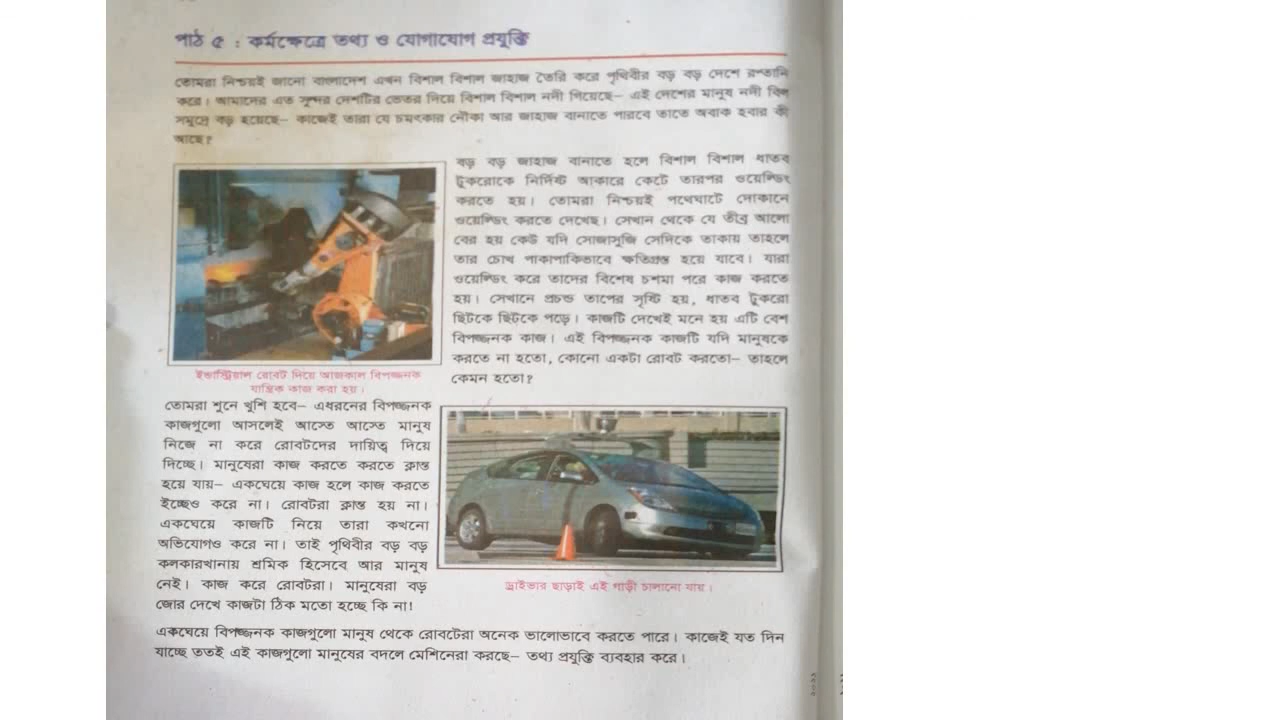 পাঠ ৫ : কর্মক্ষেত্রে তথ্য ও যোগাযোগ প্রযুক্তি
তোমরা নিশ্চয়ই জানো বাংলাদেশ এখন বিশাল বিশাল জাহাজ তৈরি করে পৃথিবীর বড় বড় দেশে রপ্তানি
করে। আমাদের এত সুন্দর দেশটির ভেতর দিয়ে বিশাল বিশাল নদী গিয়েছে– এই দেশের মানুষ নদী বিল
সমুদ্রে বড় হয়েছে– কাজেই তারা যে চমৎকার নৌকা আর জাহাজ বানাতে পারবে তাতে অবাক হবার কী
আছে?
বড় বড় জাহাজ বানাতে হলে বিশাল বিশাল ধাতব
টুকরোকে নির্দিষ্ট আকারে কেটে তারপর ওয়েল্ডিং
করতে হয়। তোমরা নিশ্চয়ই পথেঘাটে দোকানে
ওয়েল্ডিং করতে দেখেছ। সেখান থেকে যে তীব্র আলো
বের হয় কেউ যদি সোজাসুজি সেদিকে তাকায় তাহলে
তার চোখ পাকাপাকিভাবে ক্ষতিগ্রস্ত হয়ে যাবে। যারা
ওয়েল্ডিং করে তাদের বিশেষ চশমা পরে কাজ করতে
হয়। সেখানে প্রচন্ড তাপের সৃষ্টি হয়, ধাতব টুকরো
ছিটকে ছিটকে পড়ে। কাজটি দেখেই মনে হয় এটি বেশ
বিপজ্জনক কাজ। এই বিপজ্জনক কাজটি যদি মানুষকে
করতে না হতো, কোনো একটা রোবট করতো– তাহলে
কেমন হতো?
ইন্ডাস্ট্রিয়াল রোবট দিয়ে আজকাল বিপজ্জনক
যান্ত্রিক কাজ করা হয়।
তোমরা শুনে খুশি হবে– এধরনের বিপজ্জনক
কাজগুলো আসলেই আস্তে আস্তে মানুষ
নিজে না করে রোবটদের দায়িত্ব দিয়ে
দিচ্ছে। মানুষেরা কাজ করতে করতে ক্লান্ত
হয়ে যায়– একঘেয়ে কাজ হলে কাজ করতে
ইচ্ছেও করে না। রোবটরা ক্লান্ত হয় না।
একঘেয়ে কাজটি নিয়ে তারা কখনো
অভিযোগও করে না। তাই পৃথিবীর বড় বড়
কলকারখানায় শ্রমিক হিসেবে আর মানুষ
নেই। কাজ করে রোবটরা। মানুষেরা বড়
জোর দেখে কাজটা ঠিক মতো হচ্ছে কি না!
ড্রাইভার ছাড়াই এই গাড়ী চালানো যায়।
একঘেয়ে বিপজ্জনক কাজগুলো মানুষ থেকে রোবটেরা অনেক ভালোভাবে করতে পারে। কাজেই যত দিন
যাচ্ছে ততই এই কাজগুলো মানুষের বদলে মেশিনেরা করছে– তথ্য প্রযুক্তি ব্যবহার করে।